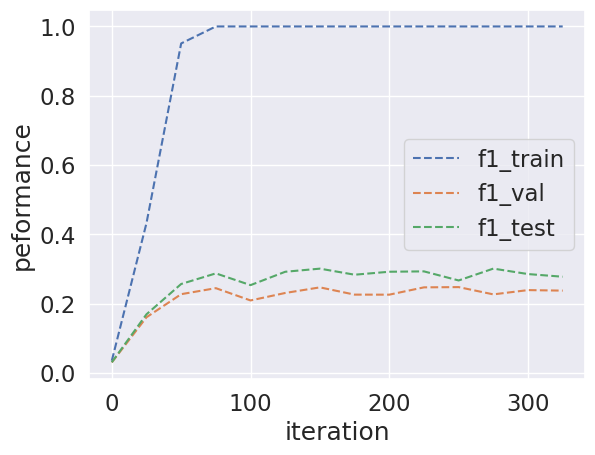 1.0
0.8
0.6
0.4
0.2
0.0
peformance
f1_train
f1_val
f1_test
0 100 200 300
iteration